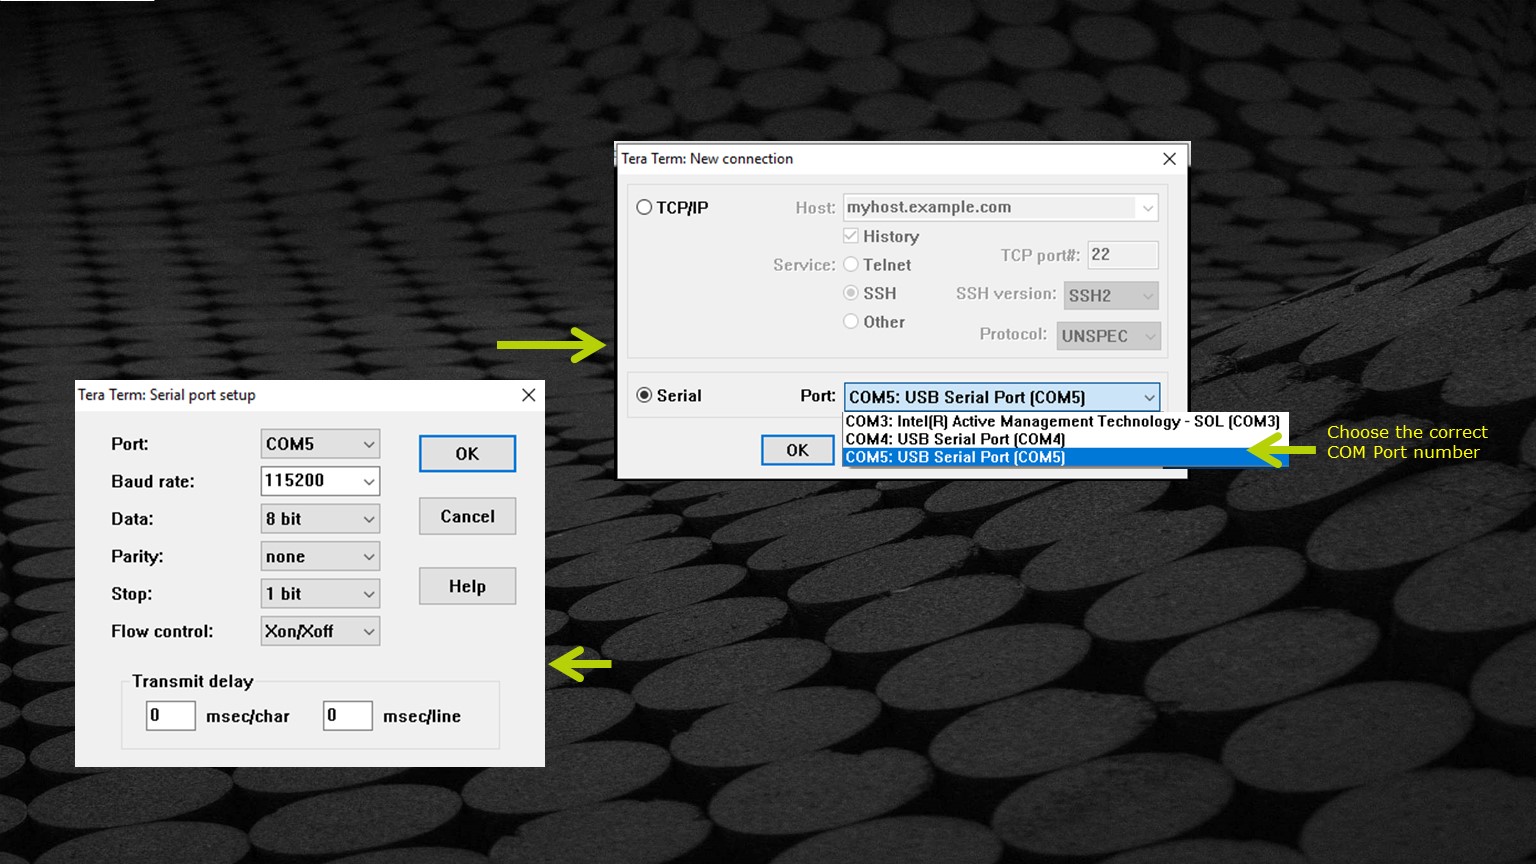 Tera Term: New connection
TCP/IP
Host: myhost.example.com
History
Service: Telnet
TCP port#: 22
SSH
SSH version: SSH2
Other
Protocol: UNSPEC
Serial
Port: COM5: USB Serial Port (COM5)
COM3: Intel(R) Active Management Technology - SOL (COM3)
COM4: USB Serial Port (COM4)
COM5: USB Serial Port (COM5)
OK
Choose the correct
COM Port number
Tera Term: Serial port setup
Port: COM5
OK
Baud rate: 115200
Data: 8 bit
Cancel
Parity: none
Stop: 1 bit
Help
Flow control: Xon/Xoff
Transmit delay
0 msec/char 0 msec/line